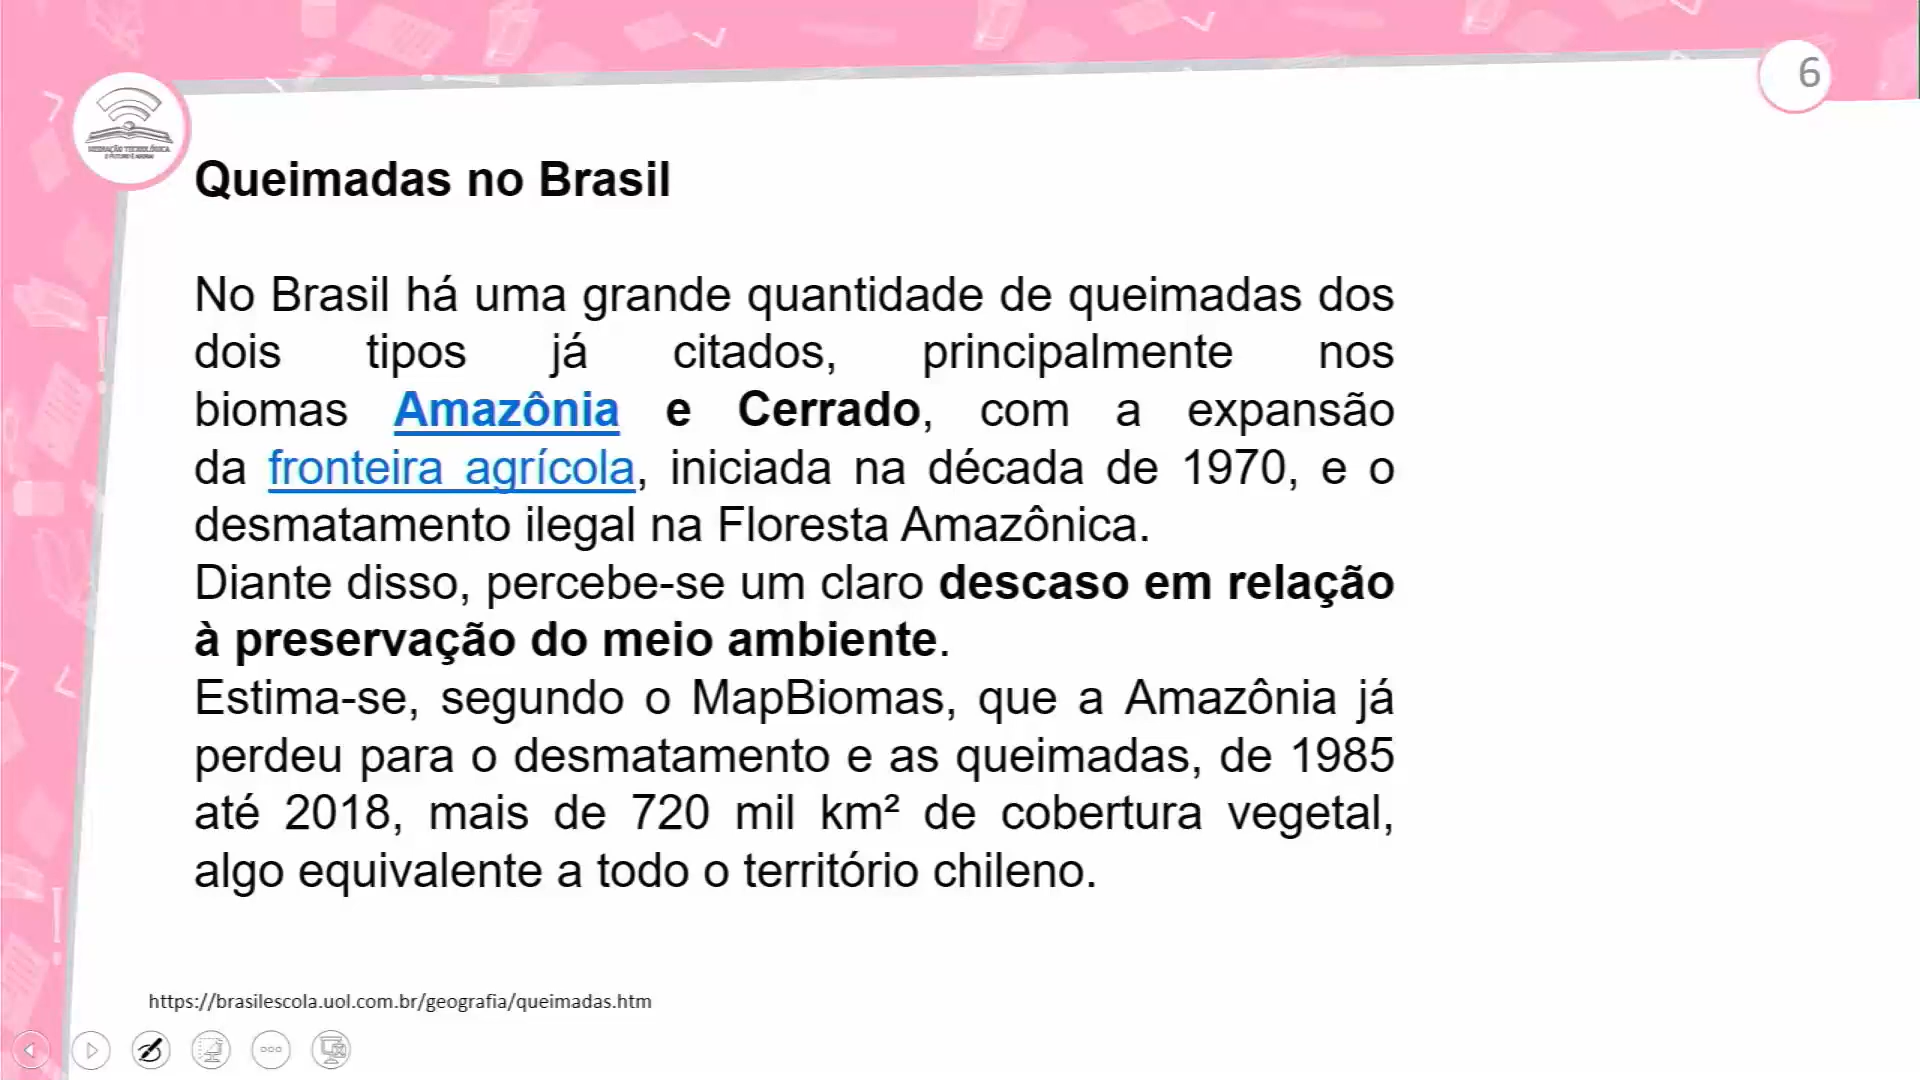 6
MEDIAÇÃO TECNOLÓGICA
O FUTURO É AGORA!
Queimadas no Brasil
No Brasil há uma grande quantidade de queimadas dos
dois tipos já citados, principalmente nos
biomas Amazônia e Cerrado, com a expansão
da fronteira agrícola, iniciada na década de 1970, e o
desmatamento ilegal na Floresta Amazônica.
Diante disso, percebe-se um claro descaso em relação
à preservação do meio ambiente.
Estima-se, segundo o MapBiomas, que a Amazônia já
perdeu para o desmatamento e as queimadas, de 1985
até 2018, mais de 720 mil km² de cobertura vegetal,
algo equivalente a todo o território chileno.
https://brasilescola.uol.com.br/geografia/queimadas.htm